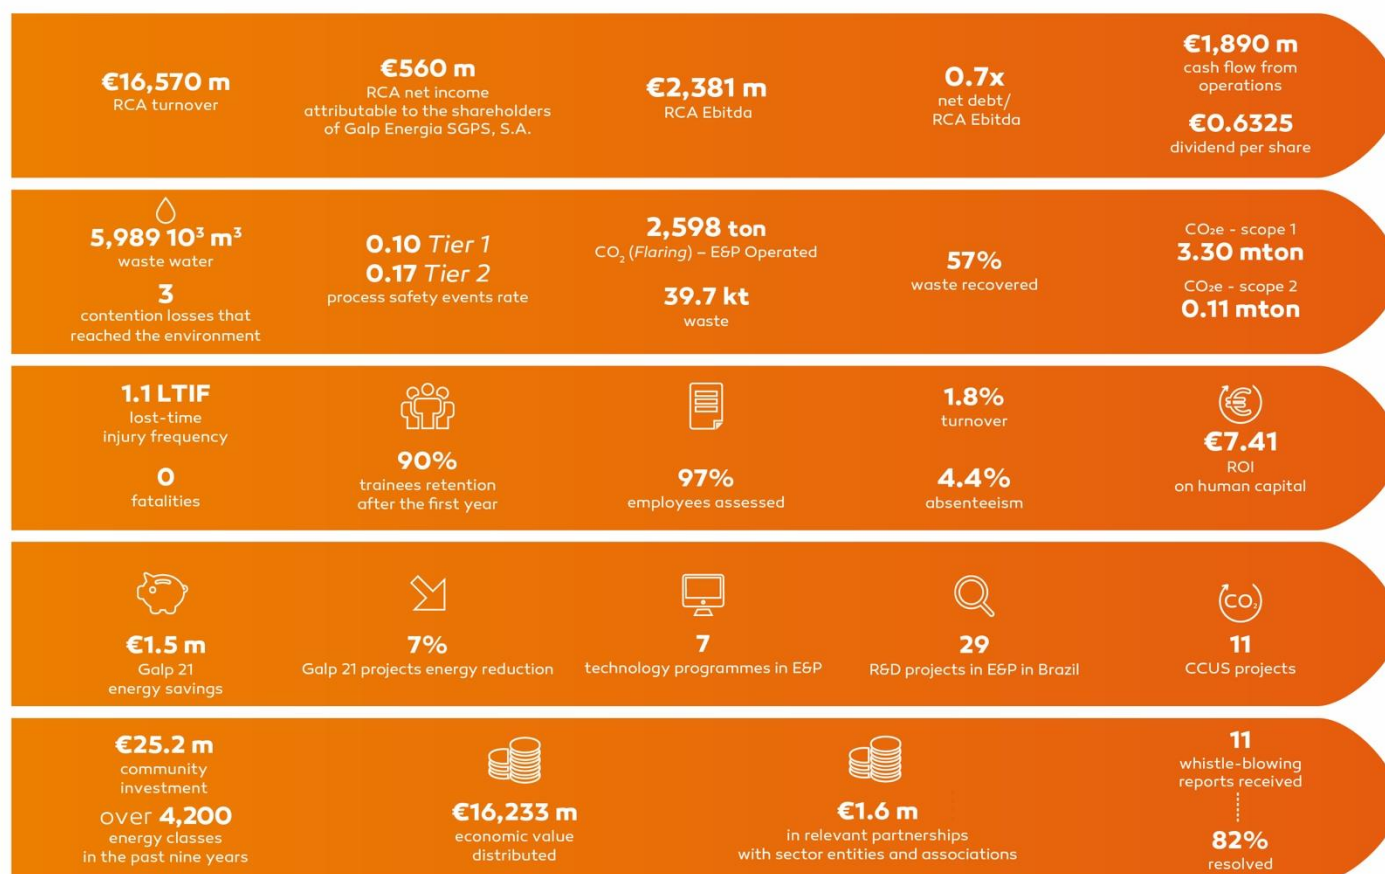 €16,570 m
RCA turnover
€560 m
RCA net income
attributable to the shareholders
of Galp Energia SGPS, S.A.
€2,381 m
RCA Ebitda
0.7x
net debt/
RCA Ebitda
€1,890 m
cash flow from
operations
€0.6325
dividend per share
5,989 10³ m³
waste water
3
contention losses that
reached the environment
0.10 Tier 1
0.17 Tier 2
process safety events rate
2,598 ton
CO₂ (Flaring) – E&P Operated
39.7 kt
waste
57%
waste recovered
CO₂e - scope 1
3.30 mton
CO₂e - scope 2
0.11 mton
1.1 LTIF
lost-time
injury frequency
0
fatalities
90%
trainees retention
after the first year
97%
employees assessed
1.8%
turnover
4.4%
absenteeism
€
€7.41
ROI
on human capital
€1.5 m
Galp 21
energy savings
7%
Galp 21 projects energy reduction
7
technology programmes in E&P
29
R&D projects in E&P in Brazil
CO₂
11
CCUS projects
€25.2 m
community
investment
over 4,200
energy classes
in the past nine years
€16,233 m
economic value
distributed
€1.6 m
in relevant partnerships
with sector entities and associations
11
whistle-blowing
reports received
82%
resolved